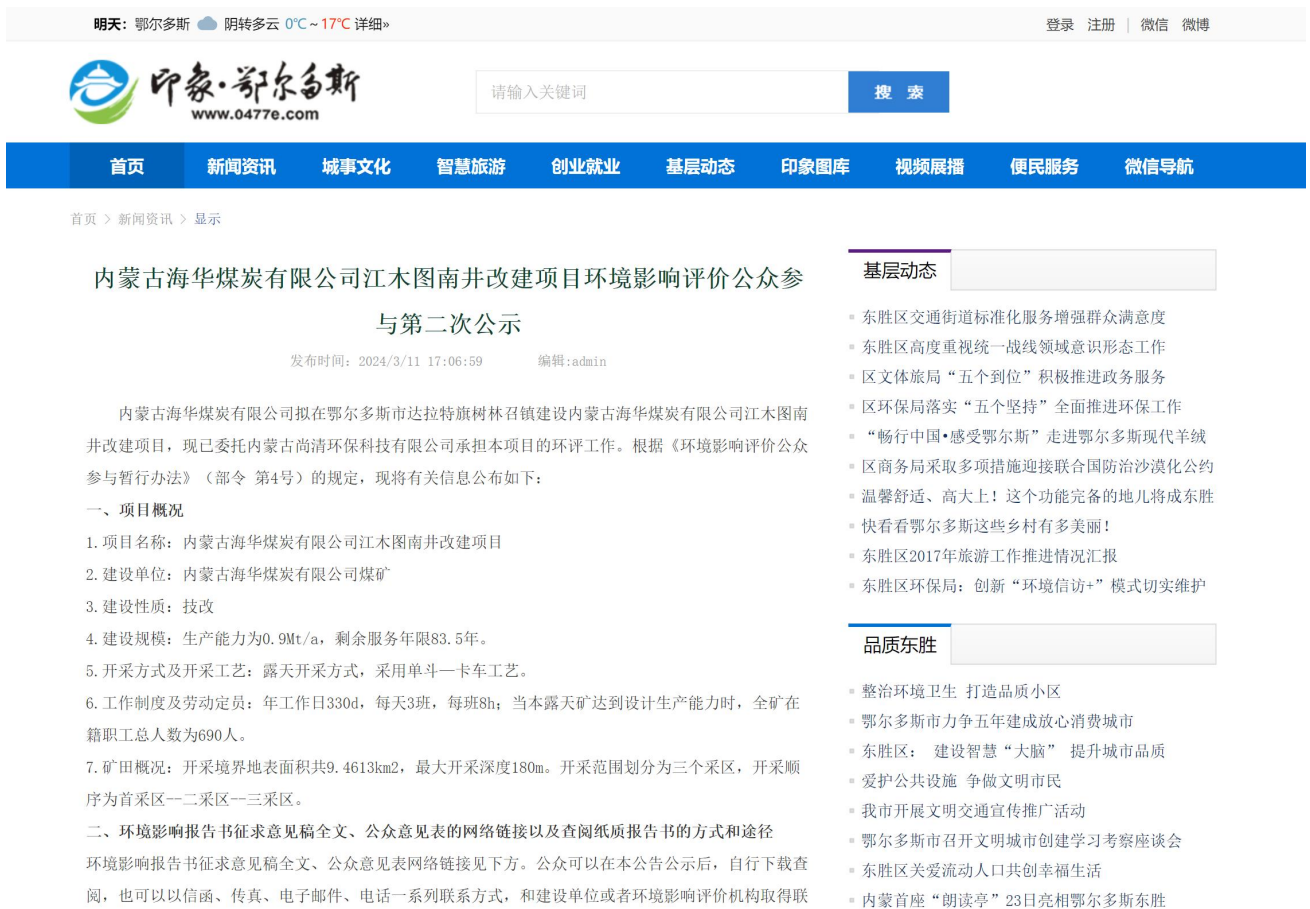 明天：鄂尔多斯 阴转多云 0℃～17℃ 详细»
登录 注册 | 微信 微博
印象·鄂尔多斯
www.0477e.com
请输入关键词
搜 索
首页 新闻资讯 城事文化 智慧旅游 创业就业 基层动态 印象图库 视频展播 便民服务 微信导航
首页 > 新闻资讯 > 显示
内蒙古海华煤炭有限公司江木图南井改建项目环境影响评价公众参
与第二次公示
发布时间：2024/3/11 17:06:59 编辑:admin
内蒙古海华煤炭有限公司拟在鄂尔多斯市达拉特旗树林召镇建设内蒙古海华煤炭有限公司江木图南
井改建项目，现已委托内蒙古尚清环保科技有限公司承担本项目的环评工作。根据《环境影响评价公众
参与暂行办法》（部令 第4号）的规定，现将有关信息公布如下：
一、项目概况
1.项目名称：内蒙古海华煤炭有限公司江木图南井改建项目
2.建设单位：内蒙古海华煤炭有限公司煤矿
3.建设性质：技改
4.建设规模：生产能力为0.9Mt/a，剩余服务年限83.5年。
5.开采方式及开采工艺：露天开采方式，采用单斗—卡车工艺。
6.工作制度及劳动定员：年工作日330d，每天3班，每班8h；当本露天矿达到设计生产能力时，全矿在
籍职工总人数为690人。
7.矿田概况：开采境界地表面积共9.4613km2，最大开采深度180m。开采范围划分为三个采区，开采顺
序为首采区--二采区--三采区。
二、环境影响报告书征求意见稿全文、公众意见表的网络链接以及查阅纸质报告书的方式和途径
环境影响报告书征求意见稿全文、公众意见表网络链接见下方。公众可以在本公告公示后，自行下载查
阅，也可以以信函、传真、电子邮件、电话一系列联系方式，和建设单位或者环境影响评价机构取得联
基层动态
东胜区交通街道标准化服务增强群众满意度
东胜区高度重视统一战线领域意识形态工作
区文体旅局“五个到位”积极推进政务服务
区环保局落实“五个坚持”全面推进环保工作
“畅行中国•感受鄂尔斯”走进鄂尔多斯现代羊绒
区商务局采取多项措施迎接联合国防治沙漠化公约
温馨舒适、高大上！这个功能完备的地儿将成东胜
快看看鄂尔多斯这些乡村有多美丽！
东胜区2017年旅游工作推进情况汇报
东胜区环保局：创新“环境信访+”模式切实维护
品质东胜
整治环境卫生 打造品质小区
鄂尔多斯市力争五年建成放心消费城市
东胜区： 建设智慧“大脑” 提升城市品质
爱护公共设施 争做文明市民
我市开展文明交通宣传推广活动
鄂尔多斯市召开文明城市创建学习考察座谈会
东胜区关爱流动人口共创幸福生活
内蒙首座“朗读亭”23日亮相鄂尔多斯东胜